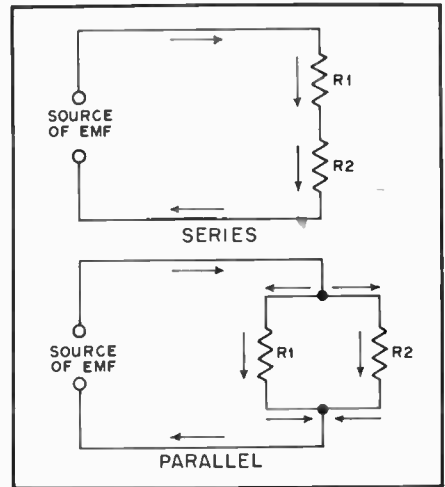 R1
SOURCE
OF EMF
R2
SERIES
SOURCE
OF EMF
R1
R2
PARALLEL